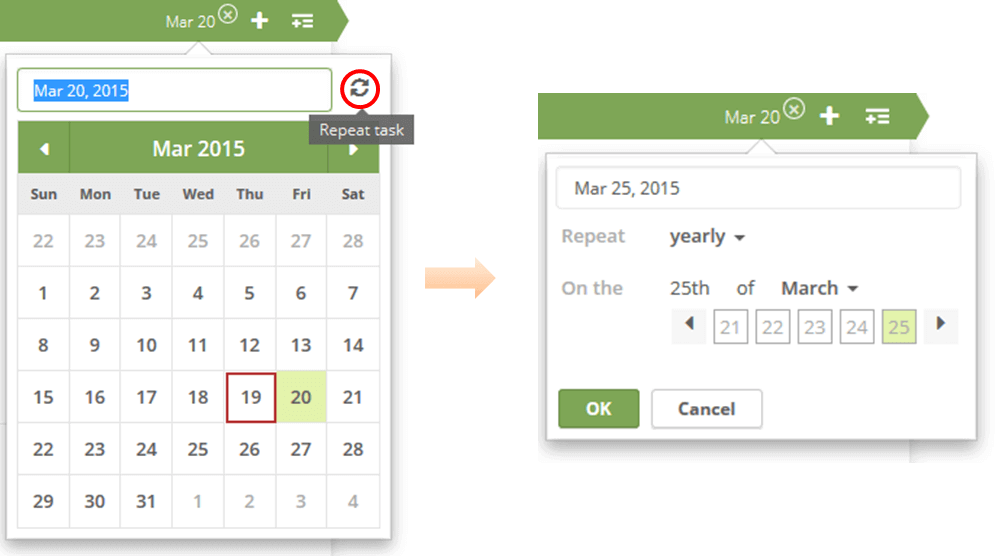 Mar 20
Mar 20, 2015
Repeat task
Mar 2015
Sun Mon Tue Wed Thu Fri Sat
22 23 24 25 26 27 28
1 2 3 4 5 6 7
8 9 10 11 12 13 14
15 16 17 18 19 20 21
22 23 24 25 26 27 28
29 30 31 1 2 3 4
Mar 20
Mar 25, 2015
Repeat yearly
On the 25th of March
21 22 23 24 25
OK Cancel